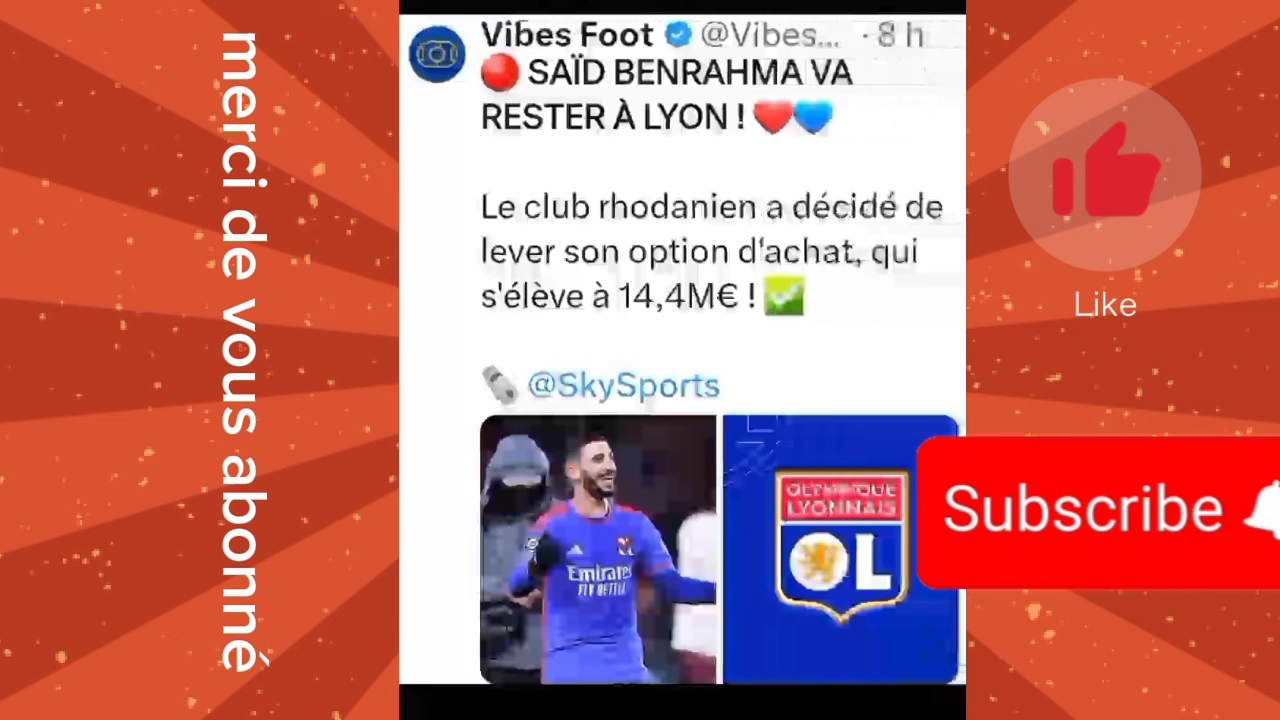 merci de vous abonné
Vibes Foot @Vibes... · 8 h
SAÏD BENRAHMA VA
RESTER À LYON !
Le club rhodanien a décidé de
lever son option d'achat, qui
s'élève à 14,4M€ !
@SkySports
Emirates
FLY BETTER
OLYMPIQUE
LYONNAIS
OL
Like
Subscribe